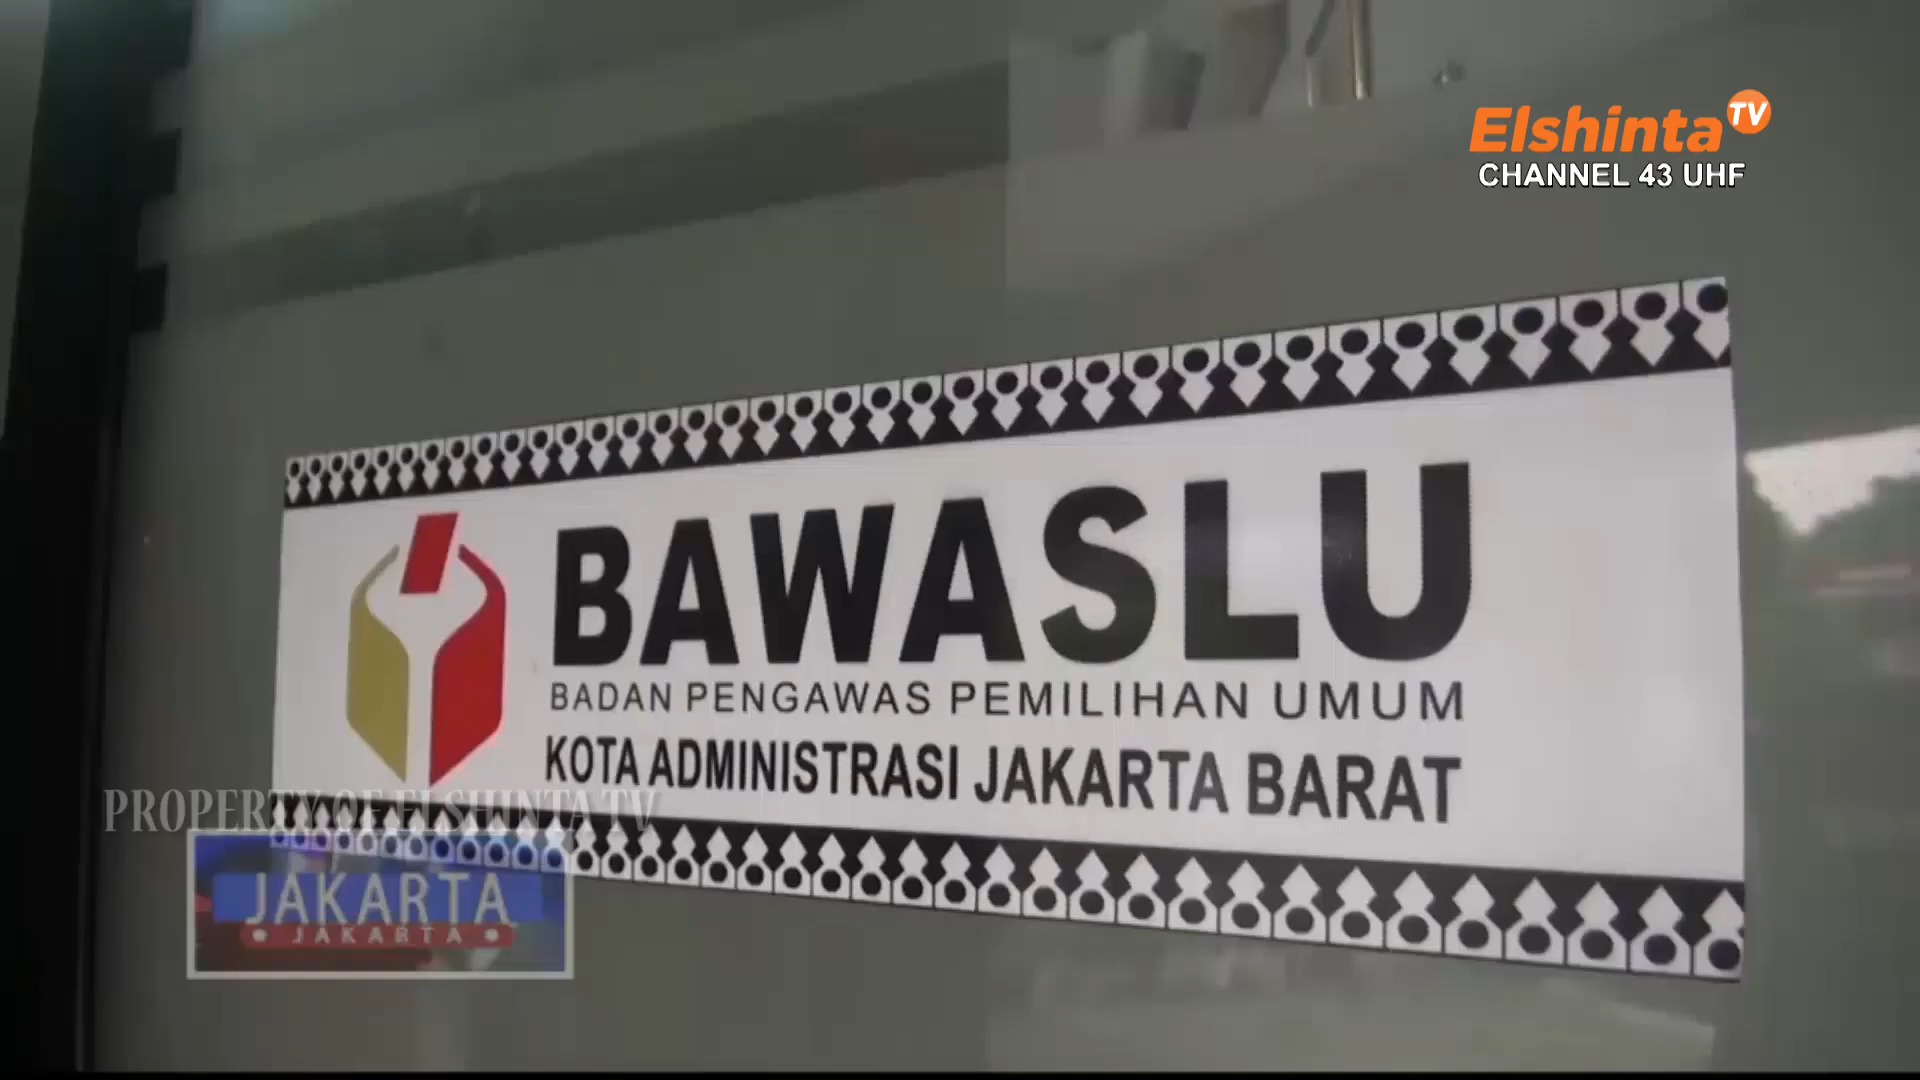 Elshinta TV
CHANNEL 43 UHF
BAWASLU
BADAN PENGAWAS PEMILIHAN UMUM
KOTA ADMINISTRASI JAKARTA BARAT
PROPERTY OF ELSHINTA TV
JAKARTA
JAKARTA